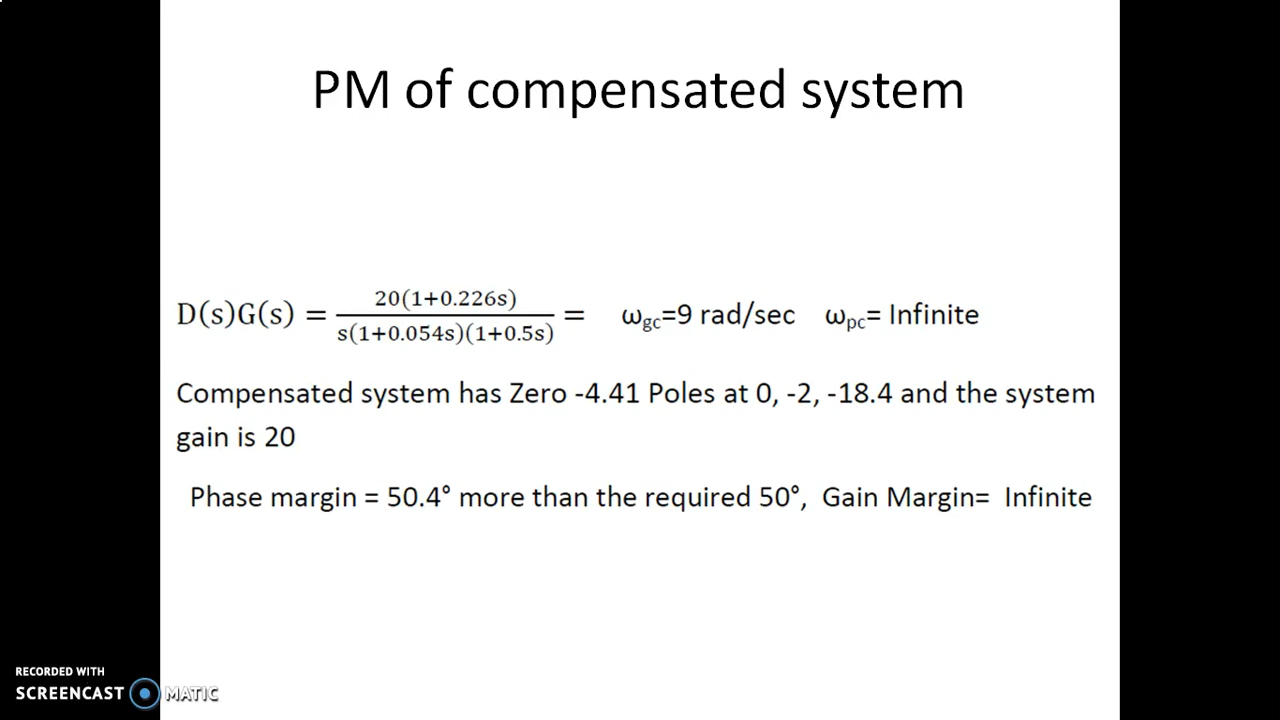 PM of compensated system
D(s)G(s) = 20(1+0.226s) / s(1+0.054s)(1+0.5s) = ωgc=9 rad/sec ωpc= Infinite
Compensated system has Zero -4.41 Poles at 0, -2, -18.4 and the system
gain is 20
Phase margin = 50.4° more than the required 50°, Gain Margin= Infinite
RECORDED WITH
SCREENCAST MATIC